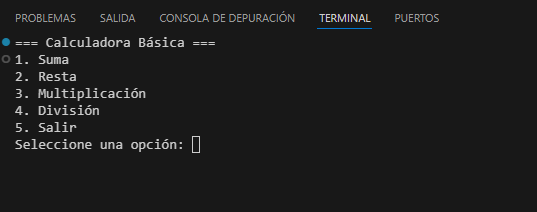 PROBLEMAS SALIDA CONSOLA DE DEPURACIÓN TERMINAL PUERTOS
=== Calculadora Básica ===
1. Suma
2. Resta
3. Multiplicación
4. División
5. Salir
Seleccione una opción: